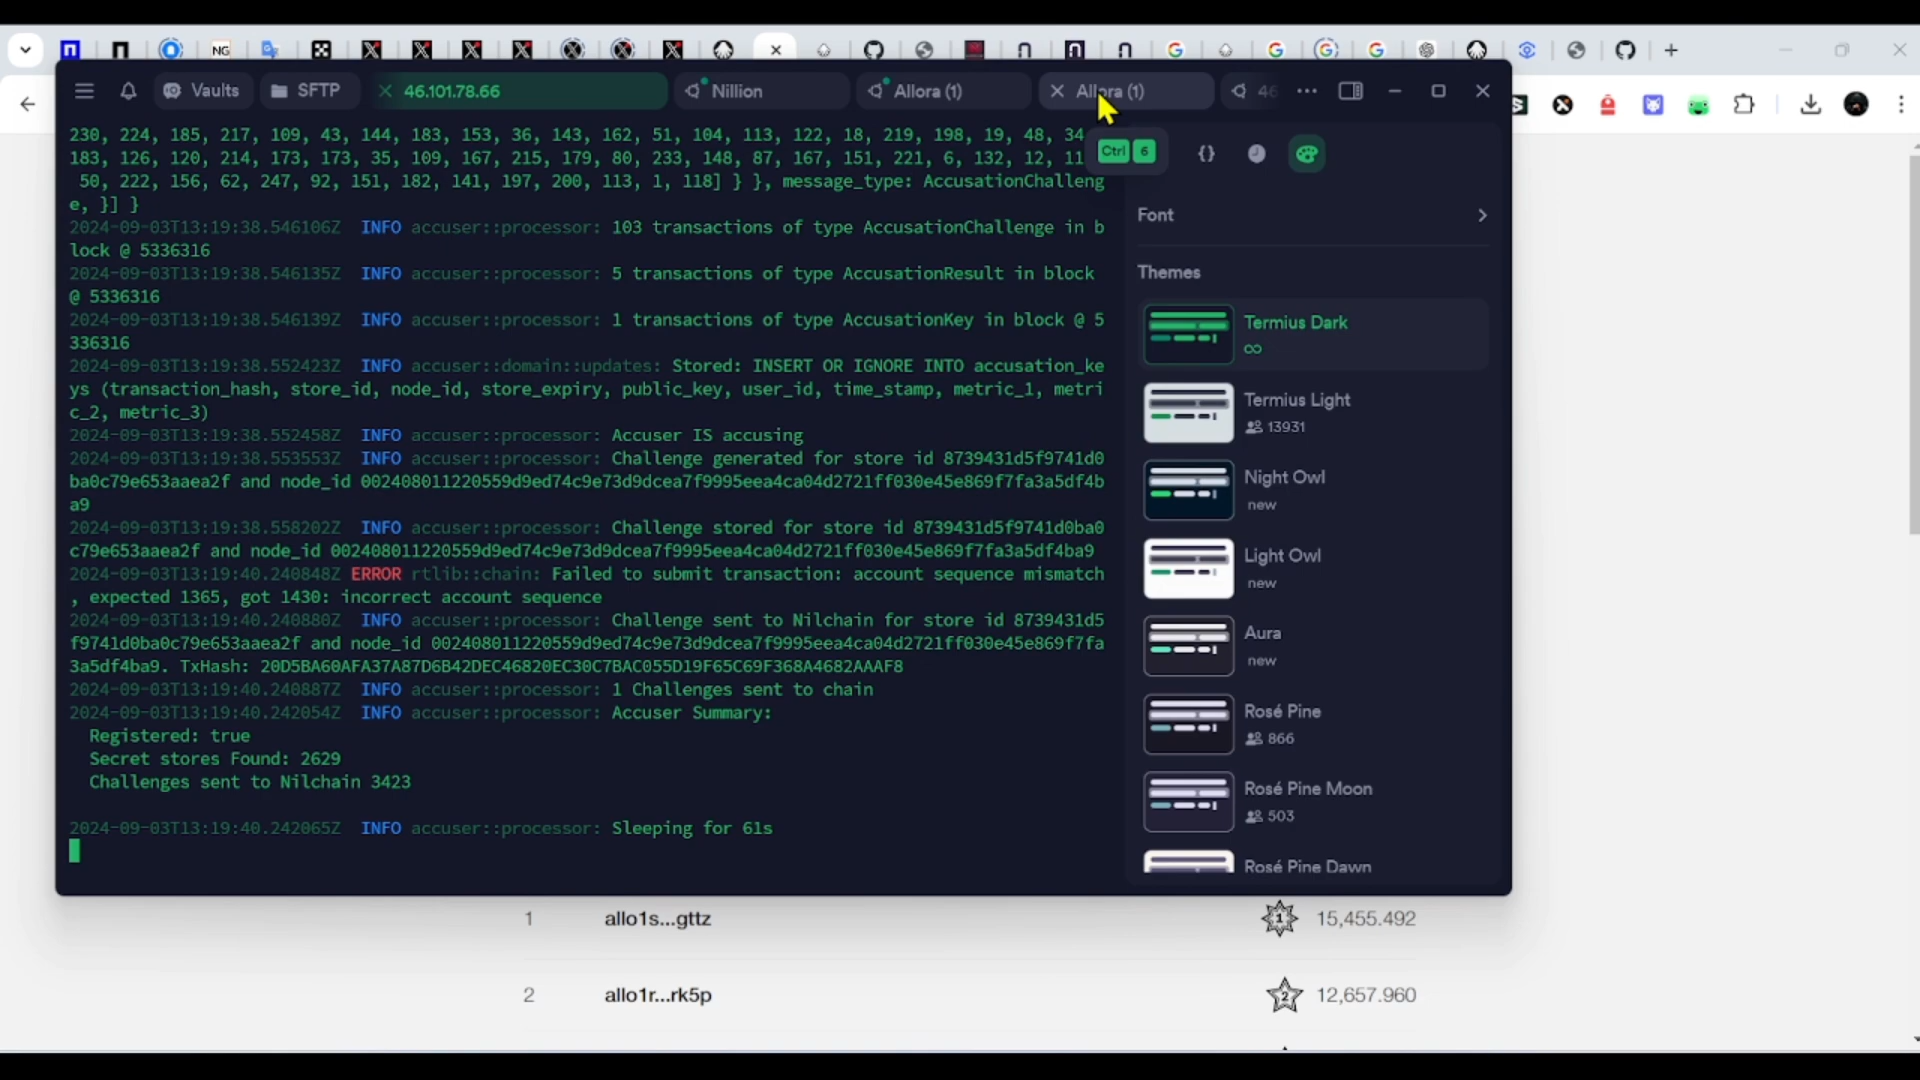 NG
Vaults
SFTP
46.101.78.66
Nillion
Allora (1)
Allora (1)
46
230, 224, 185, 217, 109, 43, 144, 183, 153, 36, 143, 162, 51, 104, 113, 122, 18, 219, 198, 19, 48, 34
183, 126, 120, 214, 173, 173, 35, 109, 167, 215, 179, 80, 233, 148, 87, 167, 151, 221, 6, 132, 12, 11
50, 222, 156, 62, 247, 92, 151, 182, 141, 197, 200, 113, 1, 118] } }, message_type: AccusationChalleng
e, }] }
2024-09-03T13:19:38.546106Z INFO accuser::processor: 103 transactions of type AccusationChallenge in b
lock @ 5336316
2024-09-03T13:19:38.546135Z INFO accuser::processor: 5 transactions of type AccusationResult in block
@ 5336316
2024-09-03T13:19:38.546139Z INFO accuser::processor: 1 transactions of type AccusationKey in block @ 5
336316
2024-09-03T13:19:38.552423Z INFO accuser::domain::updates: Stored: INSERT OR IGNORE INTO accusation_ke
ys (transaction_hash, store_id, node_id, store_expiry, public_key, user_id, time_stamp, metric_1, metri
c_2, metric_3)
2024-09-03T13:19:38.552458Z INFO accuser::processor: Accuser IS accusing
2024-09-03T13:19:38.553553Z INFO accuser::processor: Challenge generated for store id 8739431d5f9741d0
ba0c79e653aaea2f and node_id 002408011220559d9ed74c9e73d9dcea7f9995eea4ca04d2721ff030e45e869f7fa3a5df4b
a9
2024-09-03T13:19:38.558202Z INFO accuser::processor: Challenge stored for store id 8739431d5f9741d0ba0
c79e653aaea2f and node_id 002408011220559d9ed74c9e73d9dcea7f9995eea4ca04d2721ff030e45e869f7fa3a5df4ba9
2024-09-03T13:19:40.240848Z ERROR rtlib::chain: Failed to submit transaction: account sequence mismatch
, expected 1365, got 1430: incorrect account sequence
2024-09-03T13:19:40.240880Z INFO accuser::processor: Challenge sent to Nilchain for store id 8739431d5
f9741d0ba0c79e653aaea2f and node_id 002408011220559d9ed74c9e73d9dcea7f9995eea4ca04d2721ff030e45e869f7fa
3a5df4ba9. TxHash: 20D5BA60AFA37A87D6B42DEC46820EC30C7BAC055D19F65C69F368A4682AAAF8
2024-09-03T13:19:40.240887Z INFO accuser::processor: 1 Challenges sent to chain
2024-09-03T13:19:40.242054Z INFO accuser::processor: Accuser Summary:
Registered: true
Secret stores Found: 2629
Challenges sent to Nilchain 3423
2024-09-03T13:19:40.242065Z INFO accuser::processor: Sleeping for 61s
Ctrl 6
Font
Themes
Termius Dark
∞
Termius Light
13931
Night Owl
new
Light Owl
new
Aura
new
Rosé Pine
866
Rosé Pine Moon
503
Rosé Pine Dawn
1 allo1s...gttz 1 15,455.492
2 allo1r...rk5p 2 12,657.960